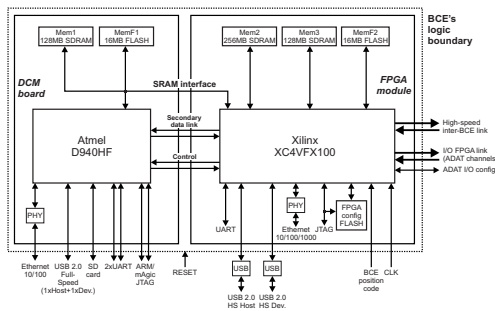 BCE's
logic
boundary
Mem1
128MB SDRAM
MemF1
16MB FLASH
Mem2
256MB SDRAM
Mem3
128MB SDRAM
MemF2
16MB FLASH
DCM
board
SRAM interface
FPGA
module
Atmel
D940HF
Secondary
data link
Control
Xilinx
XC4VFX100
High-speed
inter-BCE link
I/O FPGA link
(ADAT channels
ADAT I/O config
PHY
UART
PHY
Ethernet
10/100/1000
JTAG
FPGA
config
FLASH
USB
USB
Ethernet
10/100
USB 2.0
Full-
Speed
(1xHost+1xDev.)
SD
card
2xUART
ARM/
mAgic
JTAG
RESET
USB 2.0
HS Host
USB 2.0
HS Dev.
BCE
position
code
CLK